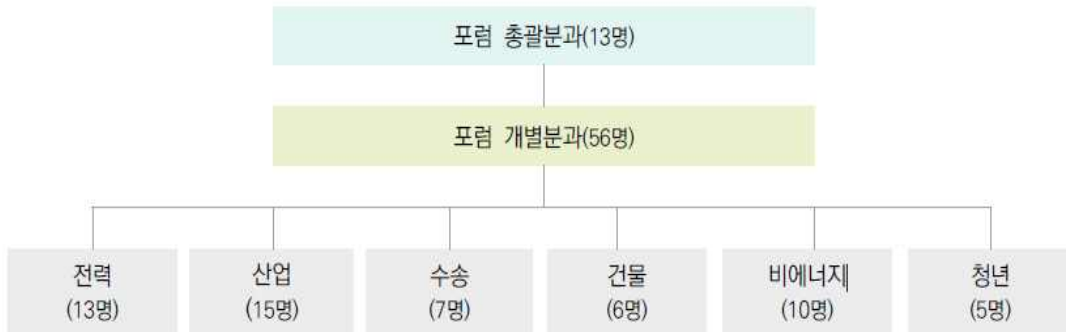 포럼 총괄분과(13명)
포럼 개별분과(56명)
전력
(13명)
산업
(15명)
수송
(7명)
건물
(6명)
비에너지
(10명)
청년
(5명)